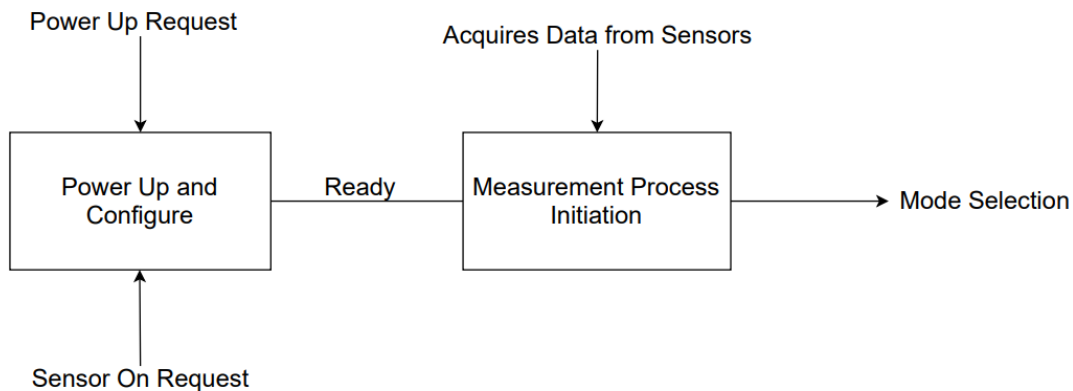 Power Up Request
Acquires Data from Sensors
Power Up and
Configure
Ready
Measurement Process
Initiation
Mode Selection
Sensor On Request